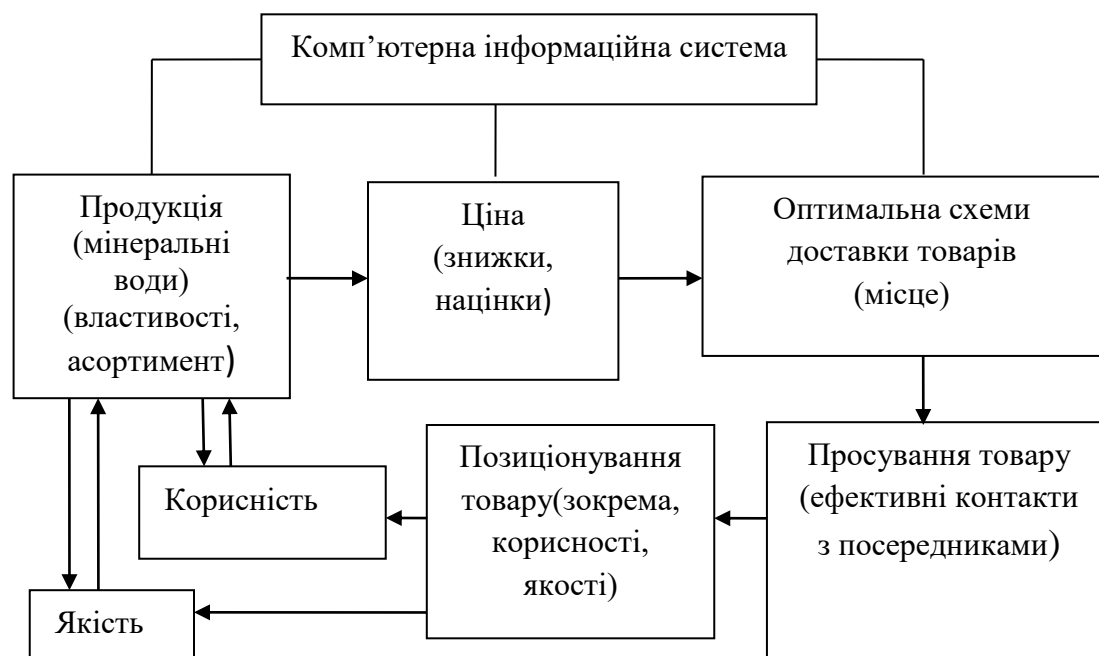 Комп’ютерна інформаційна система
Продукція
(мінеральні
води)
(властивості,
асортимент)
Ціна
(знижки,
націнки)
Оптимальна схеми
доставки товарів
(місце)
Корисність
Позиціонування
товару(зокрема,
корисності,
якості)
Просування товару
(ефективні контакти
з посередниками)
Якість